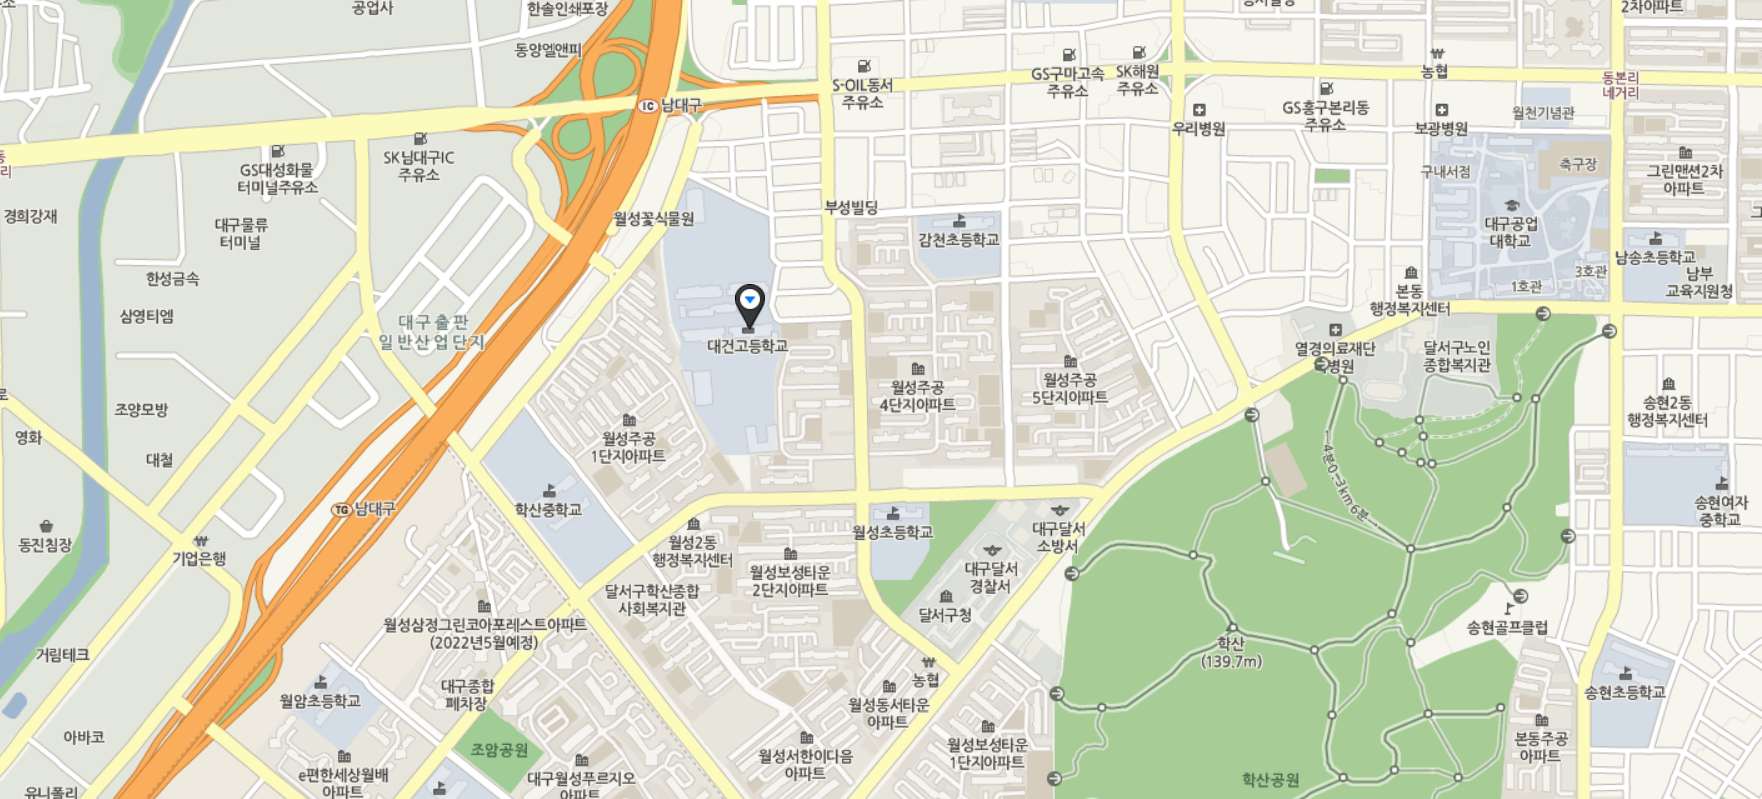 공업사
한솔인쇄포장
동양엘앤피
2차아파트
S-OIL동서
주유소
GS구마고속
주유소
SK해원
주유소
농협
동본리
네거리
IC 남대구
GS홍구본리동
주유소
월천기념관
우리병원
보광병원
SK남대구IC
주유소
GS대성화물
터미널주유소
축구장
구내서점
그린맨션2차
아파트
경희강재
대구물류
터미널
월성꽃식물원
부성빌딩
감천초등학교
대구공업
대학교
남송초등학교
3호관
1호관
남부
교육지원청
한성금속
본동
행정복지센터
삼영티엠
대구출판
일반산업단지
대건고등학교
열경의료재단
병원
달서구노인
종합복지관
월성주공
4단지아파트
월성주공
5단지아파트
조양모방
송현2동
행정복지센터
영화
월성주공
1단지아파트
대철
4분0.3km6분
학산중학교
TG 남대구
송현여자
중학교
동진침장
기업은행
월성2동
행정복지센터
월성초등학교
대구달서
소방서
월성보성타운
2단지아파트
대구달서
경찰서
달서구학산종합
사회복지관
달서구청
월성삼정그린코아포레스트아파트
(2022년5월예정)
송현골프클럽
학산
(139.7m)
거림테크
농협
월암초등학교
대구종합
폐차장
월성동서타운
아파트
송현초등학교
아바코
조암공원
월성서한이다음
아파트
월성보성타운
1단지아파트
본동주공
아파트
e편한세상월배
아파트
대구월성푸르지오
아파트
학산공원
유니폴리